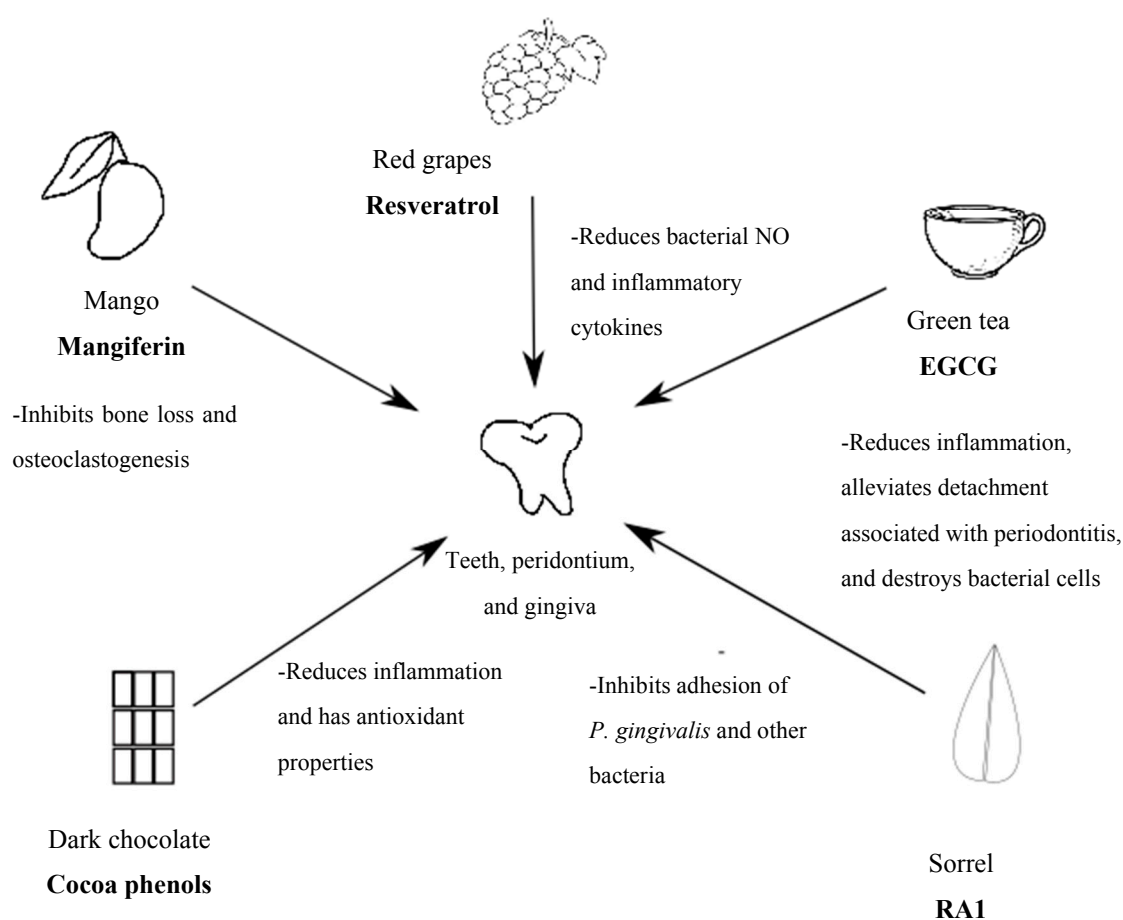 Red grapes
Resveratrol
-Reduces bacterial NO
and inflammatory
cytokines
Mango
Mangiferin
-Inhibits bone loss and
osteoclastogenesis
Green tea
EGCG
-Reduces inflammation,
alleviates detachment
associated with periodontitis,
and destroys bacterial cells
Teeth, peridontium,
and gingiva
Dark chocolate
Cocoa phenols
-Reduces inflammation
and has antioxidant
properties
-Inhibits adhesion of
P. gingivalis and other
bacteria
Sorrel
RA1